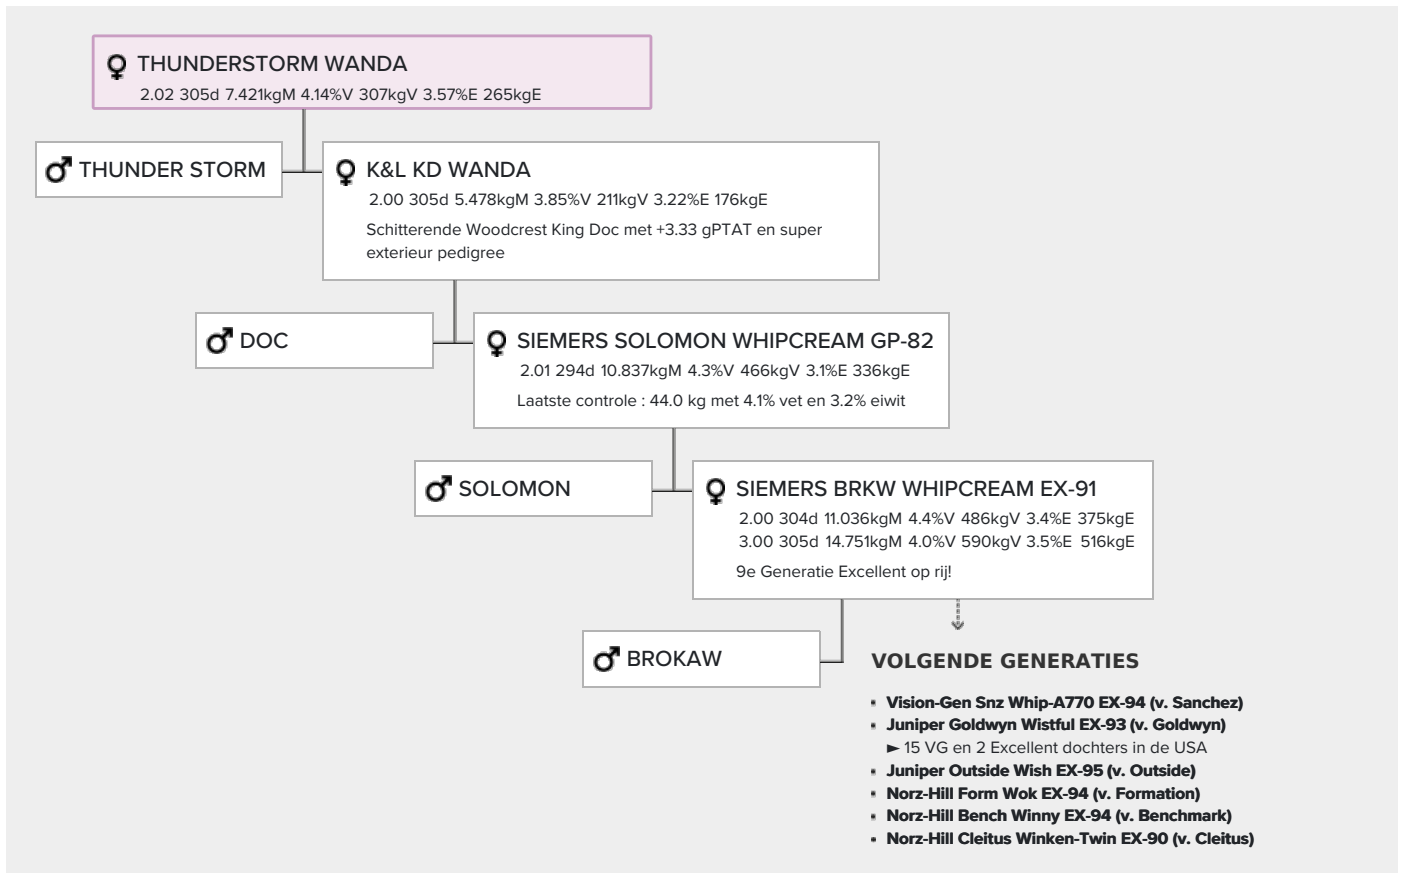 ♀ THUNDERSTORM WANDA
2.02 305d 7.421kgM 4.14%V 307kgV 3.57%E 265kgE
♂ THUNDER STORM
♀ K&L KD WANDA
2.00 305d 5.478kgM 3.85%V 211kgV 3.22%E 176kgE
Schitterende Woodcrest King Doc met +3.33 gPTAT en super
exterieur pedigree
♂ DOC
♀ SIEMERS SOLOMON WHIPCREAM GP-82
2.01 294d 10.837kgM 4.3%V 466kgV 3.1%E 336kgE
Laatste controle : 44.0 kg met 4.1% vet en 3.2% eiwit
♂ SOLOMON
♀ SIEMERS BRKW WHIPCREAM EX-91
2.00 304d 11.036kgM 4.4%V 486kgV 3.4%E 375kgE
3.00 305d 14.751kgM 4.0%V 590kgV 3.5%E 516kgE
9e Generatie Excellent op rij!
♂ BROKAW
VOLGENDE GENERATIES
▪ Vision-Gen Snz Whip-A770 EX-94 (v. Sanchez)
▪ Juniper Goldwyn Wistful EX-93 (v. Goldwyn)
► 15 VG en 2 Excellent dochters in de USA
▪ Juniper Outside Wish EX-95 (v. Outside)
▪ Norz-Hill Form Wok EX-94 (v. Formation)
▪ Norz-Hill Bench Winny EX-94 (v. Benchmark)
▪ Norz-Hill Cleitus Winken-Twin EX-90 (v. Cleitus)